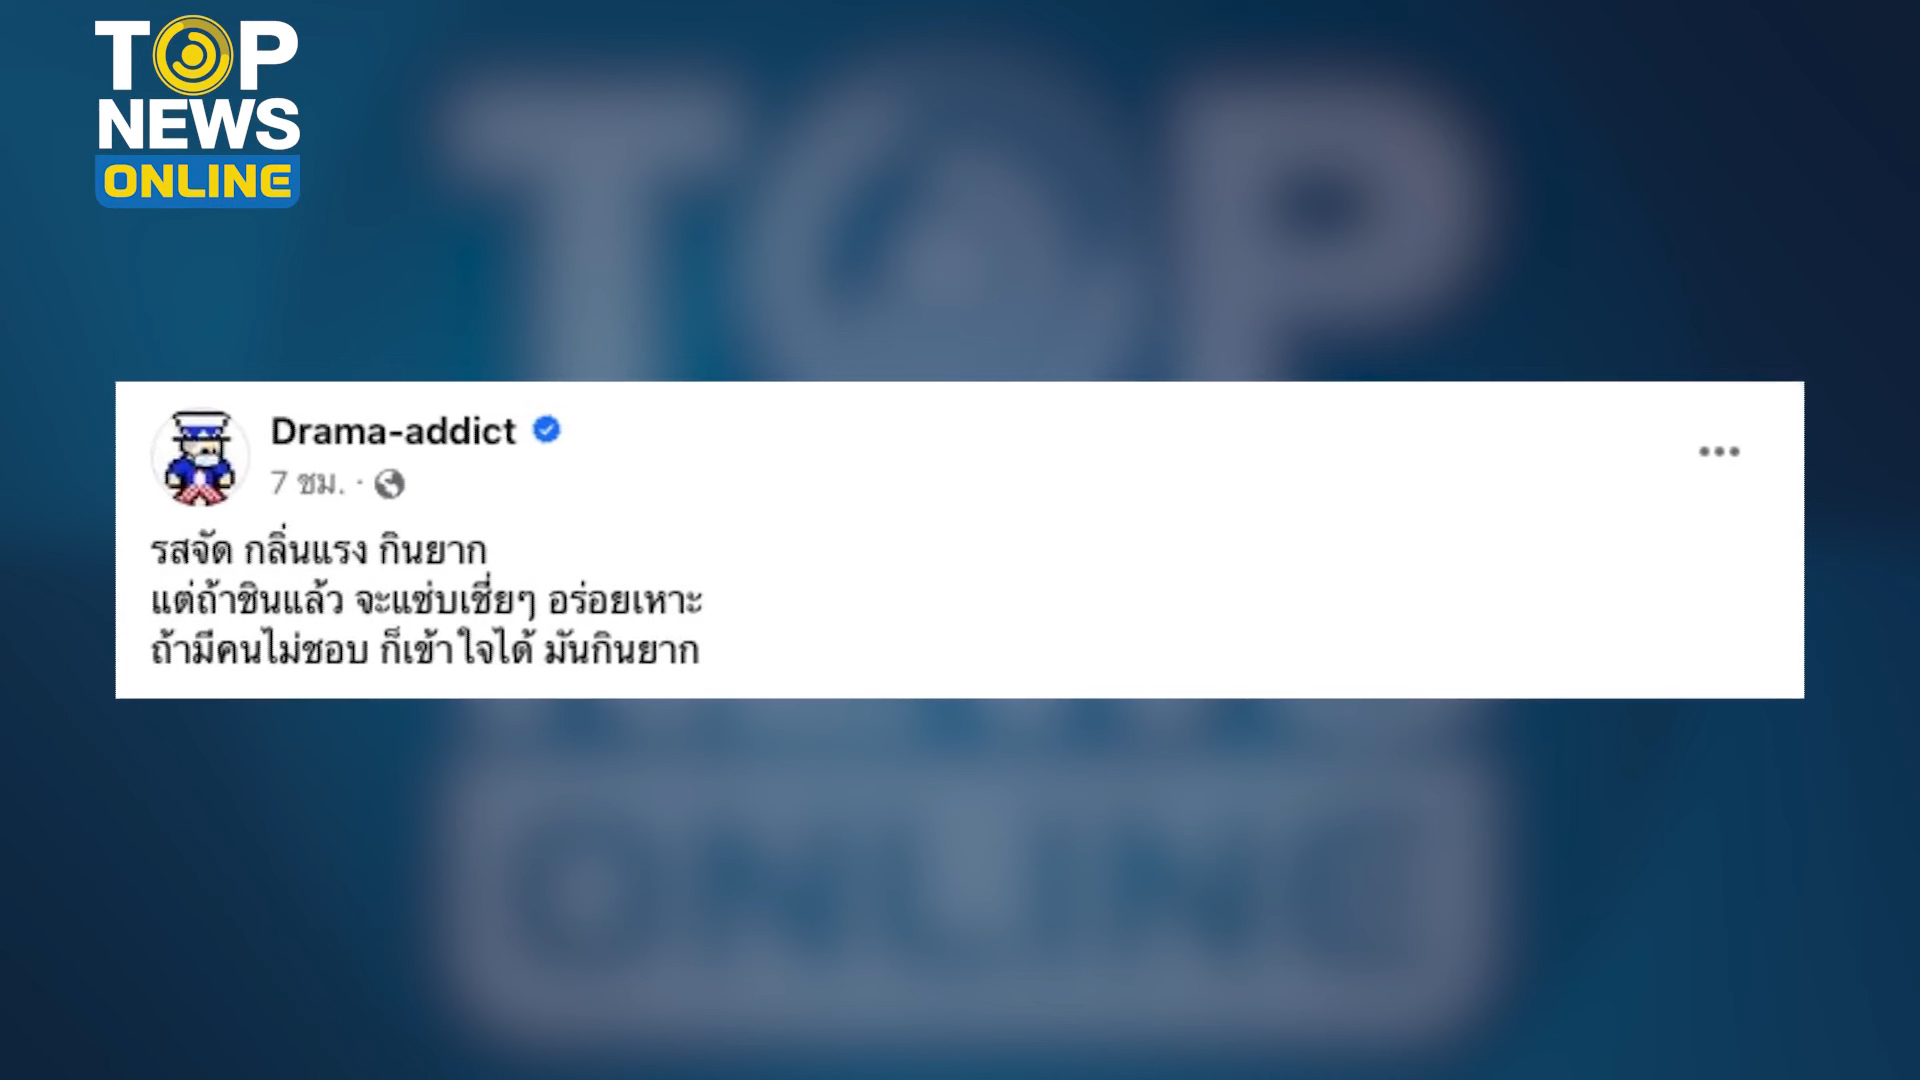 TOP
NEWS
ONLINE
Drama-addict
7 ชม.
รสจัด กลิ่นแรง กินยาก
แต่ถ้าชินแล้ว จะแซ่บเชี่ยๆ อร่อยเหาะ
ถ้ามีคนไม่ชอบ ก็เข้าใจได้ มันกินยาก